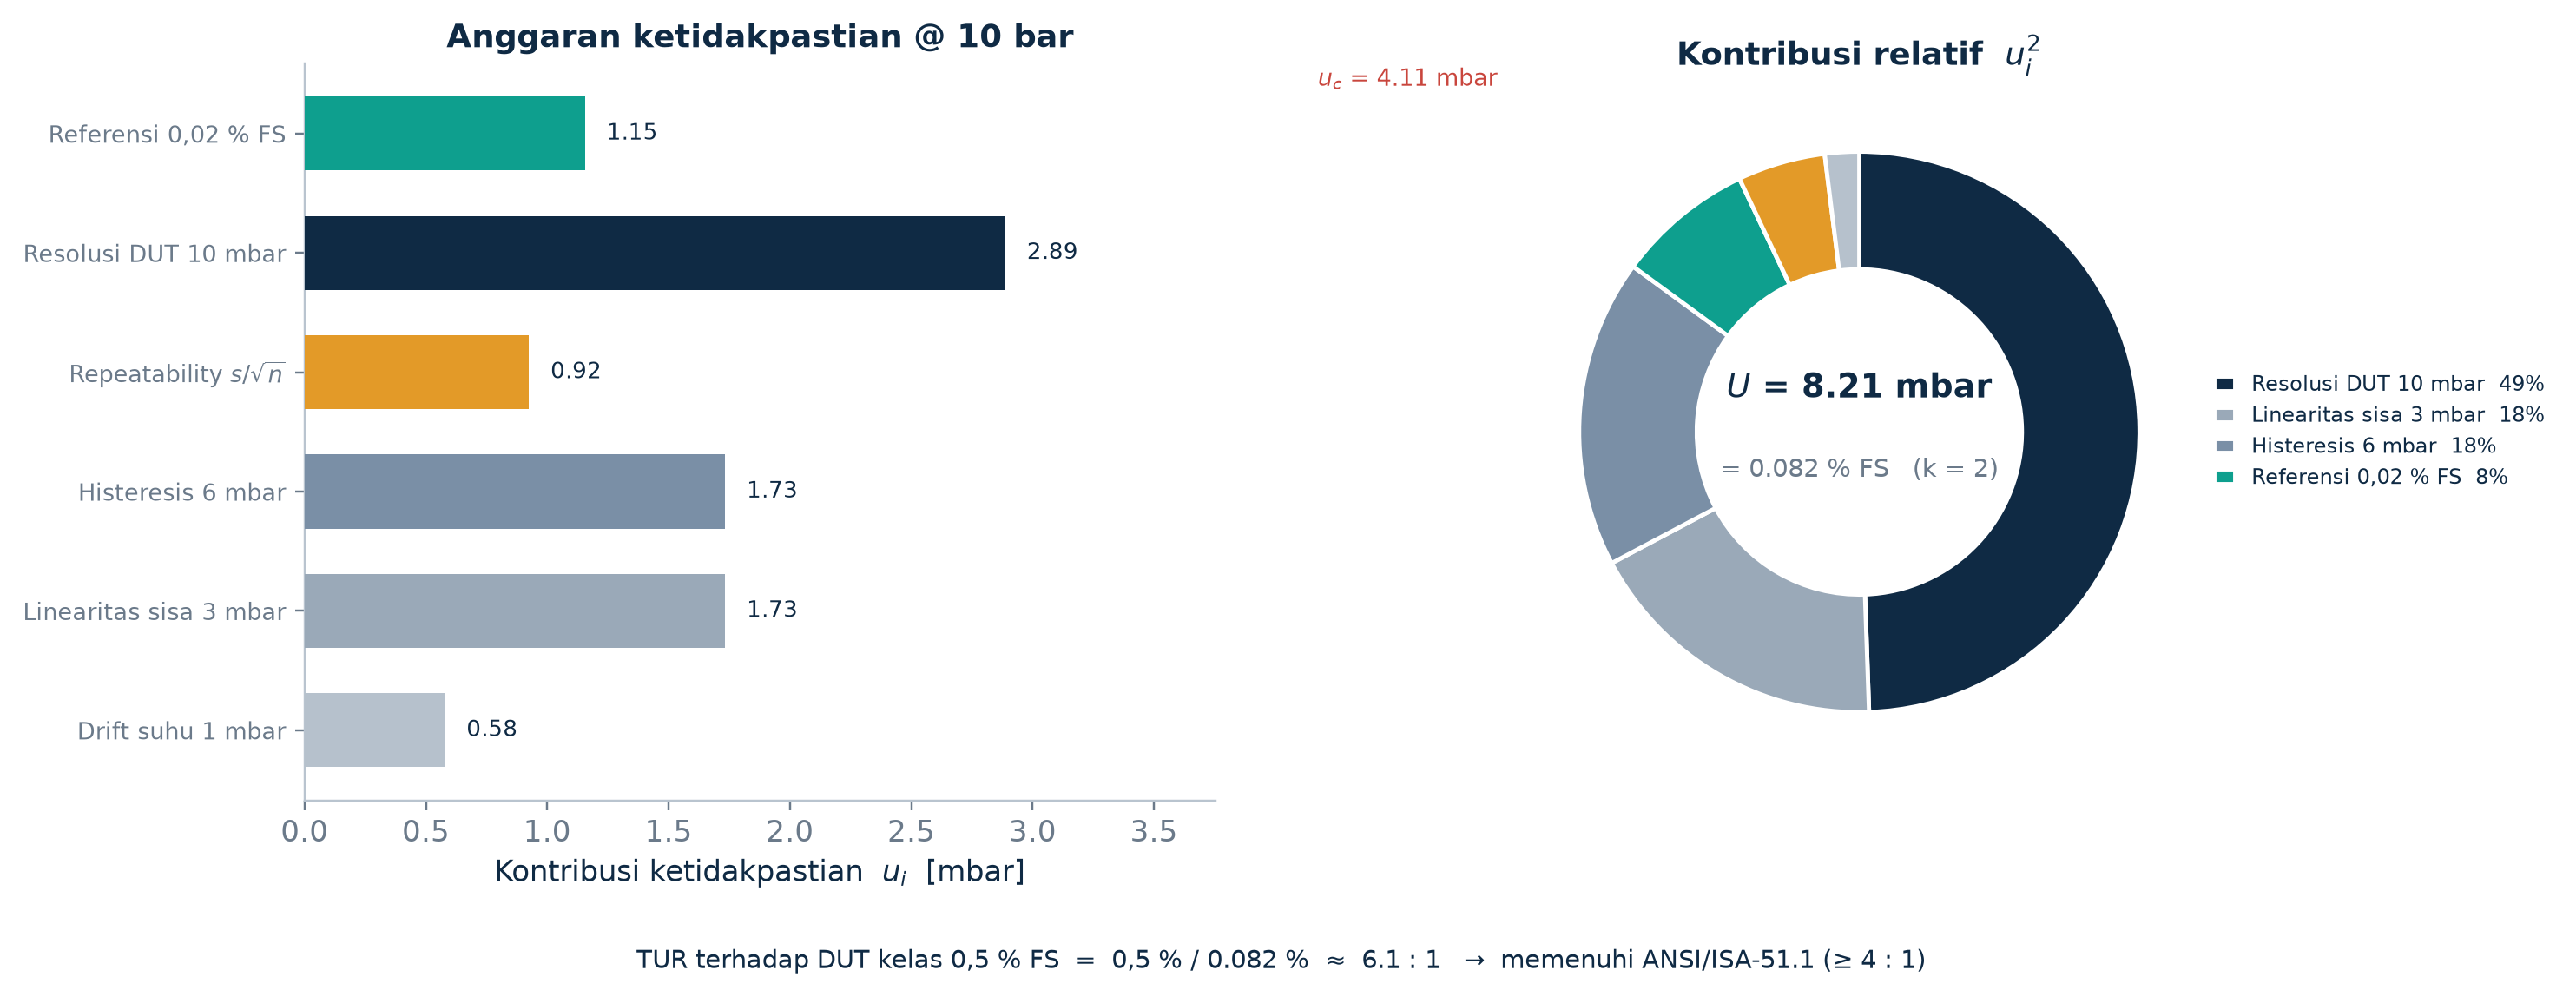 Anggaran ketidakpastian @ 10 bar
Referensi 0,02 % FS
1.15
Resolusi DUT 10 mbar
2.89
Repeatability s/√n
0.92
Histeresis 6 mbar
1.73
Linearitas sisa 3 mbar
1.73
Drift suhu 1 mbar
0.58
0.0 0.5 1.0 1.5 2.0 2.5 3.0 3.5
Kontribusi ketidakpastian u_i [mbar]
u_c = 4.11 mbar
Kontribusi relatif u_i^2
U = 8.21 mbar
= 0.082 % FS (k = 2)
Resolusi DUT 10 mbar 49%
Linearitas sisa 3 mbar 18%
Histeresis 6 mbar 18%
Referensi 0,02 % FS 8%
TUR terhadap DUT kelas 0,5 % FS = 0,5 % / 0.082 % ≈ 6.1 : 1 → memenuhi ANSI/ISA-51.1 (≥ 4 : 1)